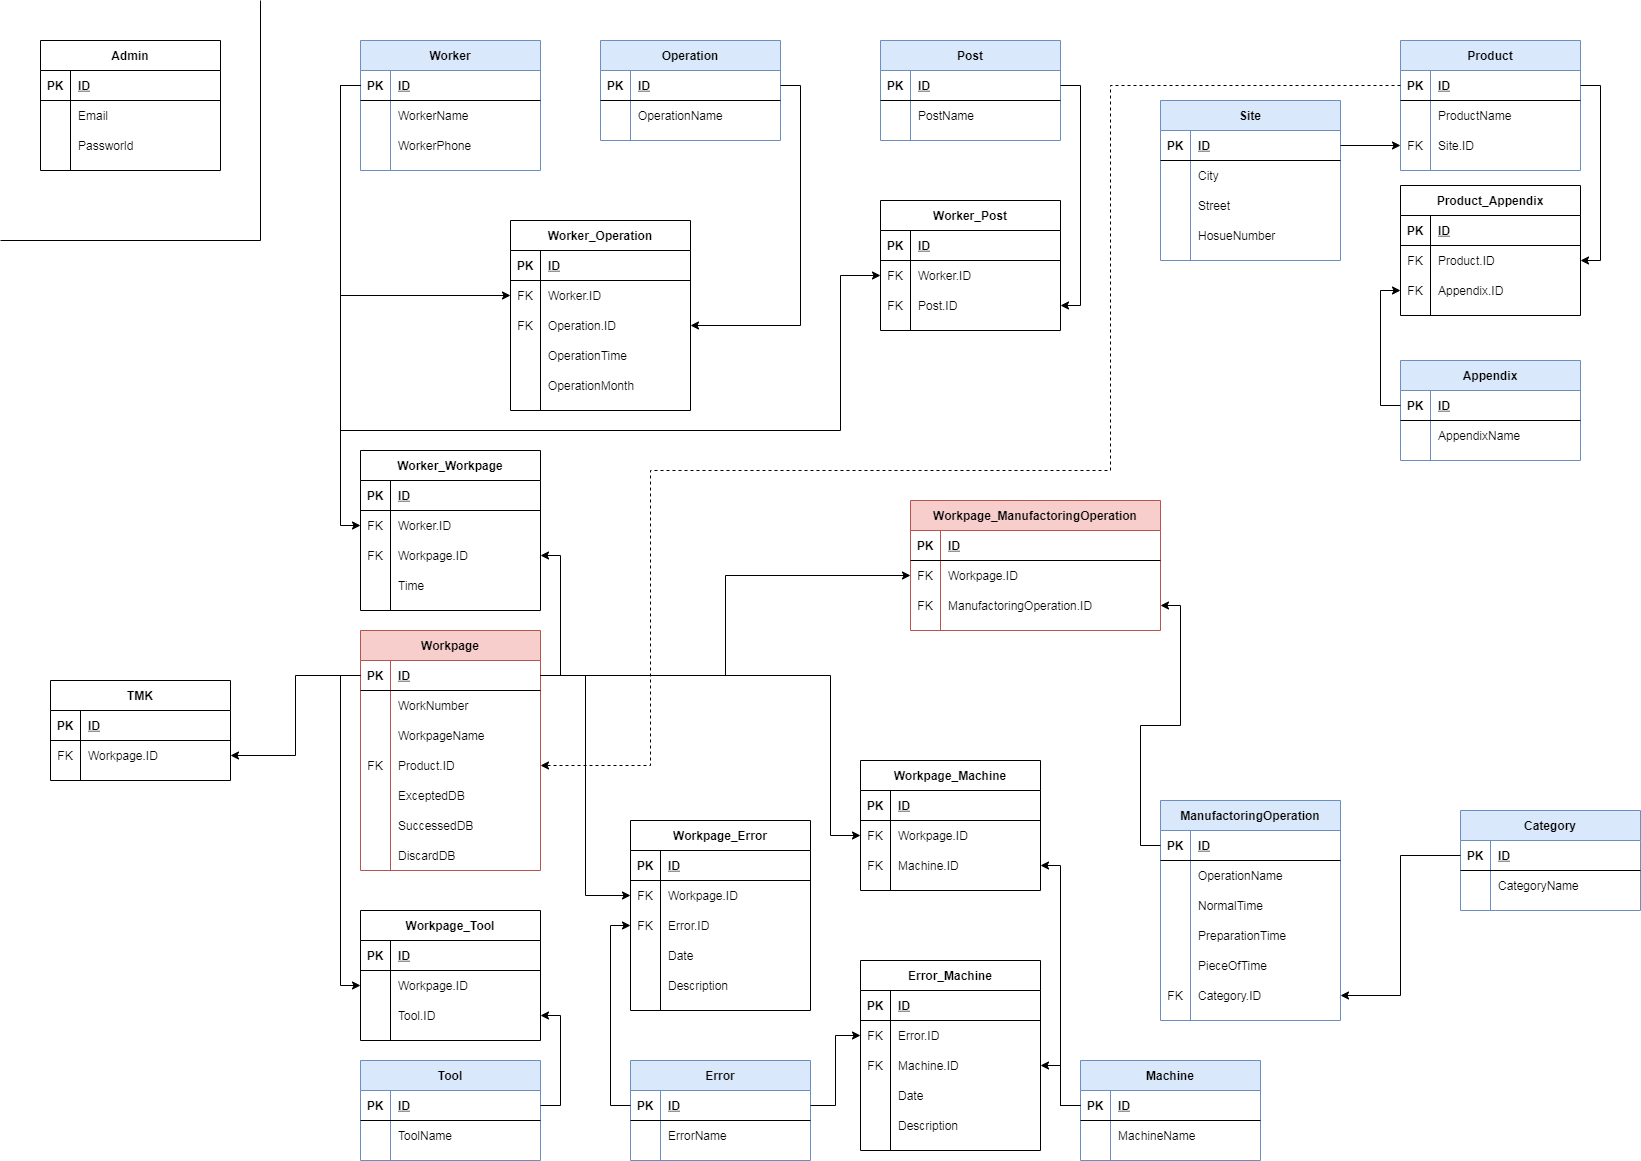 Admin
PK ID
Email
Passworld
Worker
PK ID
WorkerName
WorkerPhone
Operation
PK ID
OperationName
Post
PK ID
PostName
Product
PK ID
ProductName
FK Site.ID
Site
PK ID
City
Street
HosueNumber
Product_Appendix
PK ID
FK Product.ID
FK Appendix.ID
Worker_Operation
PK ID
FK Worker.ID
FK Operation.ID
OperationTime
OperationMonth
Worker_Post
PK ID
FK Worker.ID
FK Post.ID
Appendix
PK ID
AppendixName
Worker_Workpage
PK ID
FK Worker.ID
FK Workpage.ID
Time
Workpage_ManufactoringOperation
PK ID
FK Workpage.ID
FK ManufactoringOperation.ID
Workpage
PK ID
WorkNumber
WorkpageName
FK Product.ID
ExceptedDB
SuccessedDB
DiscardDB
TMK
PK ID
FK Workpage.ID
Workpage_Machine
PK ID
FK Workpage.ID
FK Machine.ID
Workpage_Error
PK ID
FK Workpage.ID
FK Error.ID
Date
Description
ManufactoringOperation
PK ID
OperationName
NormalTime
PreparationTime
PieceOfTime
FK Category.ID
Category
PK ID
CategoryName
Workpage_Tool
PK ID
Workpage.ID
Tool.ID
Error_Machine
PK ID
FK Error.ID
FK Machine.ID
Date
Description
Tool
PK ID
ToolName
Error
PK ID
ErrorName
Machine
PK ID
MachineName